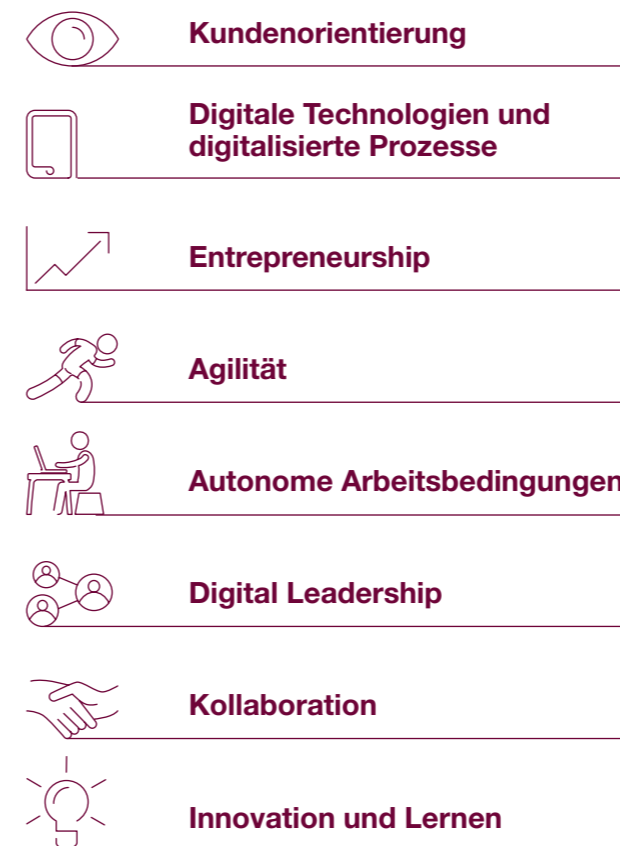 Kundenorientierung
Digitale Technologien und
digitalisierte Prozesse
Entrepreneurship
Agilität
Autonome Arbeitsbedingungen
Digital Leadership
Kollaboration
Innovation und Lernen